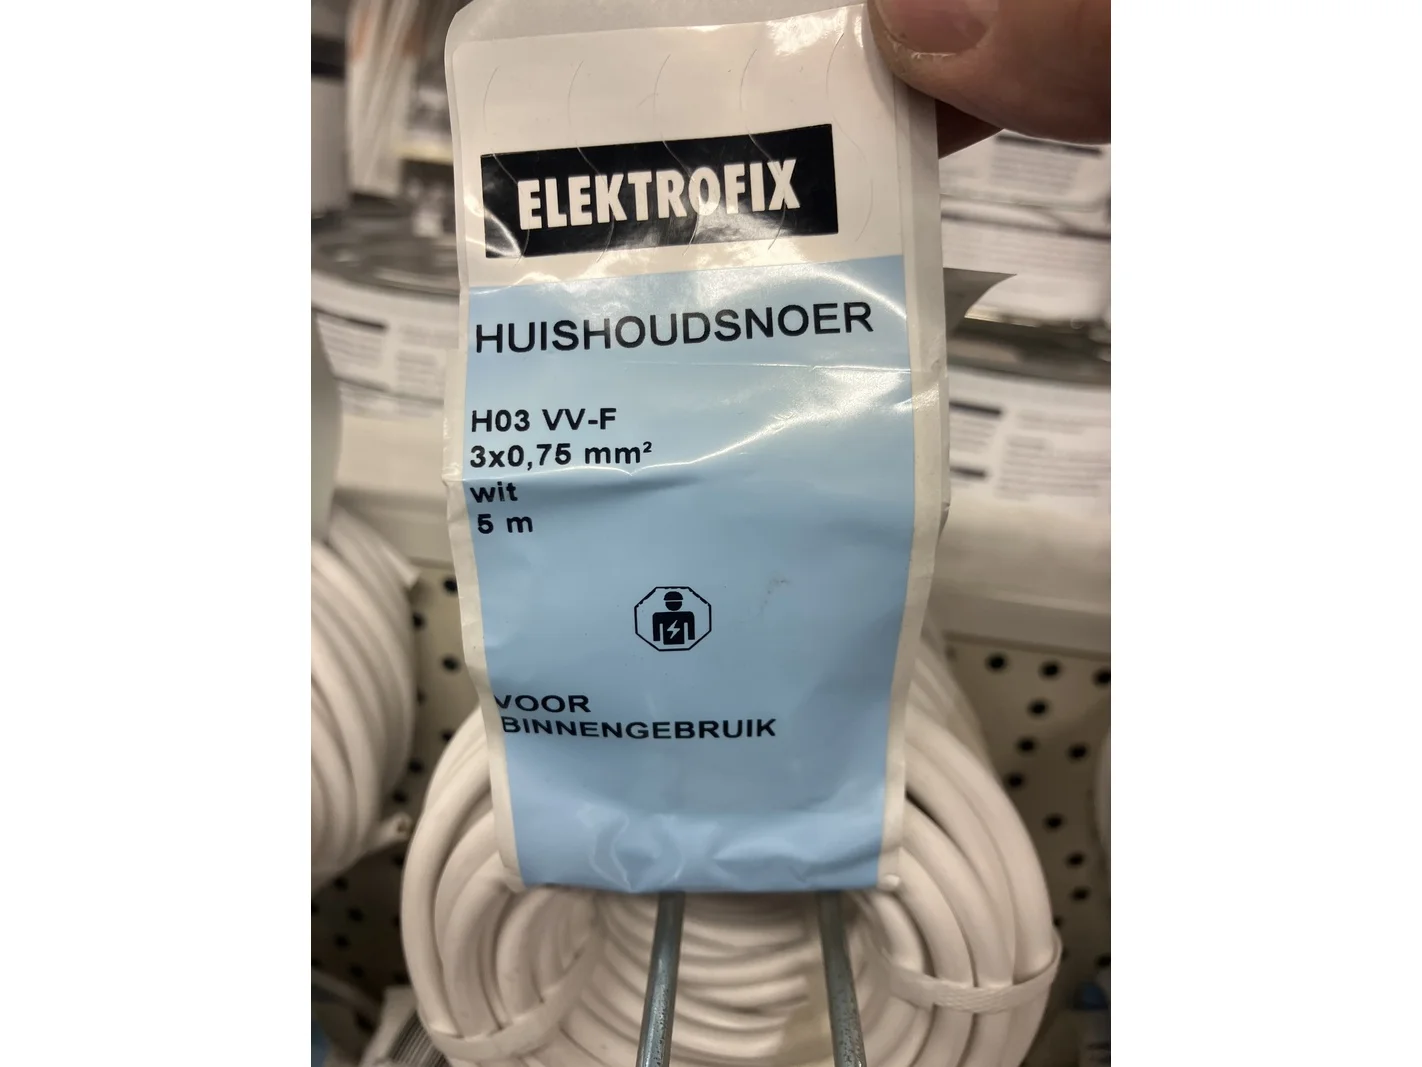 ELEKTROFIX
HUISHOUDSNOER
H03 VV-F
3x0,75 mm²
wit
5 m
VOOR
BINNENGEBRUIK